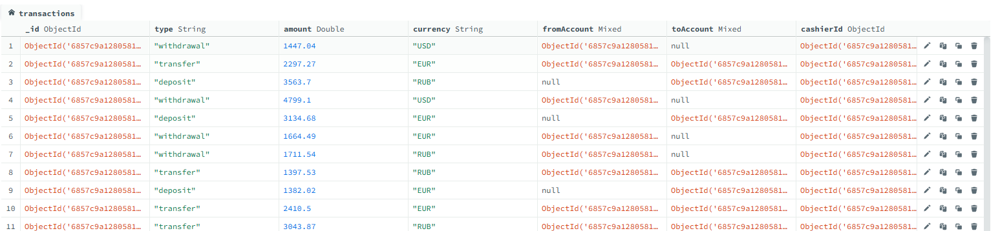 transactions
_id ObjectId type String amount Double currency String fromAccount Mixed toAccount Mixed cashierId ObjectId
1 ObjectId('6857c9a1280581… "withdrawal" 1447.04 "USD" ObjectId('6857c9a1280581… null ObjectId('6857c9a1280581…
2 ObjectId('6857c9a1280581… "transfer" 2297.27 "EUR" ObjectId('6857c9a1280581… ObjectId('6857c9a1280581… ObjectId('6857c9a1280581…
3 ObjectId('6857c9a1280581… "deposit" 3563.7 "RUB" null ObjectId('6857c9a1280581… ObjectId('6857c9a1280581…
4 ObjectId('6857c9a1280581… "withdrawal" 4799.1 "USD" ObjectId('6857c9a1280581… null ObjectId('6857c9a1280581…
5 ObjectId('6857c9a1280581… "deposit" 3134.68 "EUR" null ObjectId('6857c9a1280581… ObjectId('6857c9a1280581…
6 ObjectId('6857c9a1280581… "withdrawal" 1664.49 "EUR" ObjectId('6857c9a1280581… null ObjectId('6857c9a1280581…
7 ObjectId('6857c9a1280581… "withdrawal" 1711.54 "RUB" ObjectId('6857c9a1280581… null ObjectId('6857c9a1280581…
8 ObjectId('6857c9a1280581… "transfer" 1397.53 "RUB" ObjectId('6857c9a1280581… ObjectId('6857c9a1280581… ObjectId('6857c9a1280581…
9 ObjectId('6857c9a1280581… "deposit" 1382.02 "EUR" null ObjectId('6857c9a1280581… ObjectId('6857c9a1280581…
10 ObjectId('6857c9a1280581… "transfer" 2410.5 "EUR" ObjectId('6857c9a1280581… ObjectId('6857c9a1280581… ObjectId('6857c9a1280581…
11 ObjectId('6857c9a1280581… "transfer" 3043.87 "RUB" ObjectId('6857c9a1280581… ObjectId('6857c9a1280581… ObjectId('6857c9a1280581…